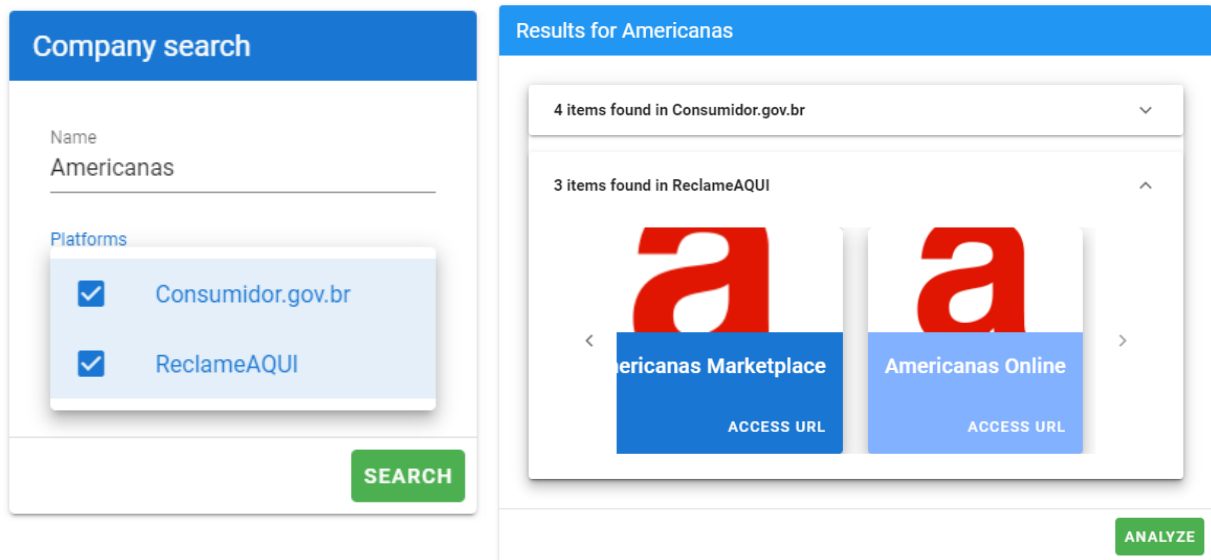 Company search
Name
Americanas
Platforms
Consumidor.gov.br
ReclameAQUI
SEARCH
Results for Americanas
4 items found in Consumidor.gov.br
3 items found in ReclameAQUI
a
a
ericanas Marketplace
Americanas Online
ACCESS URL
ACCESS URL
ANALYZE